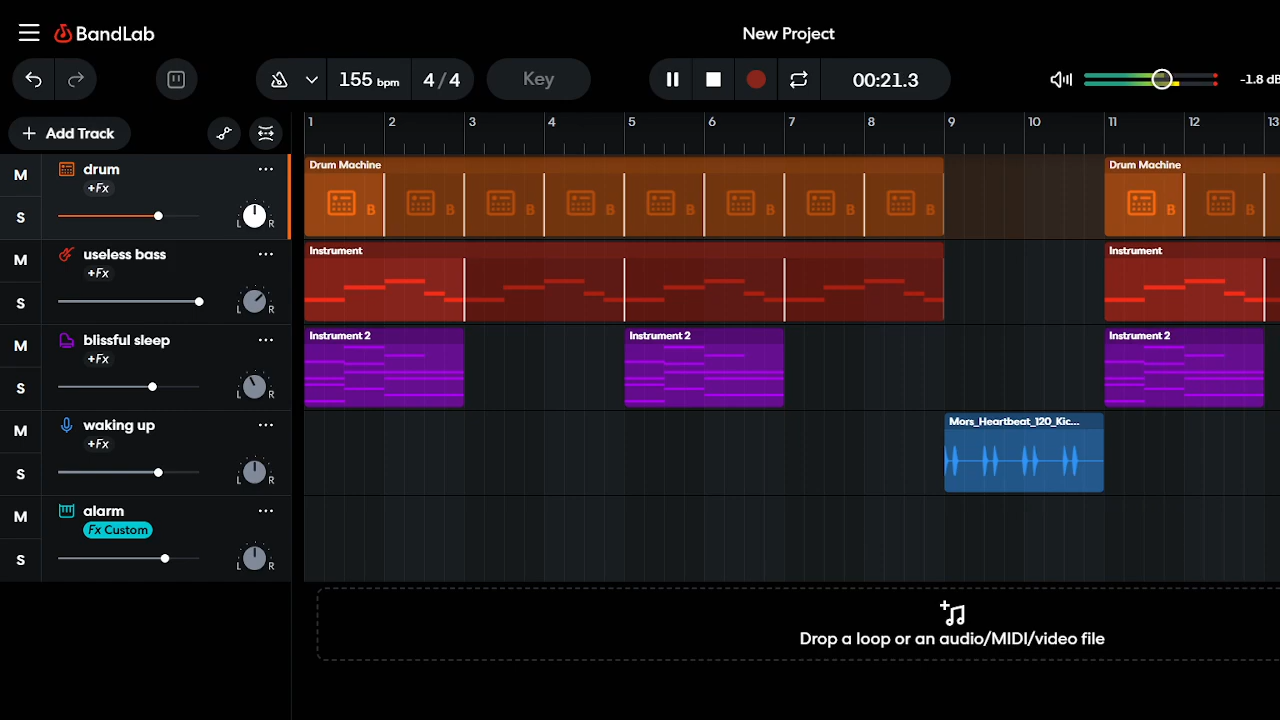 BandLab
New Project
155 bpm
4/4
Key
00:21.3
-1.8 dB
Add Track
1 2 3 4 5 6 7 8 9 10 11 12 13
M
drum
+Fx
S
L R
Drum Machine
B B B B B B B B
Drum Machine
B B
M
useless bass
+Fx
S
L R
Instrument
Instrument
M
blissful sleep
+Fx
S
L R
Instrument 2
Instrument 2
Instrument 2
M
waking up
+Fx
S
L R
Mors_Heartbeat_120_Kic...
M
alarm
Fx Custom
S
L R
Drop a loop or an audio/MIDI/video file